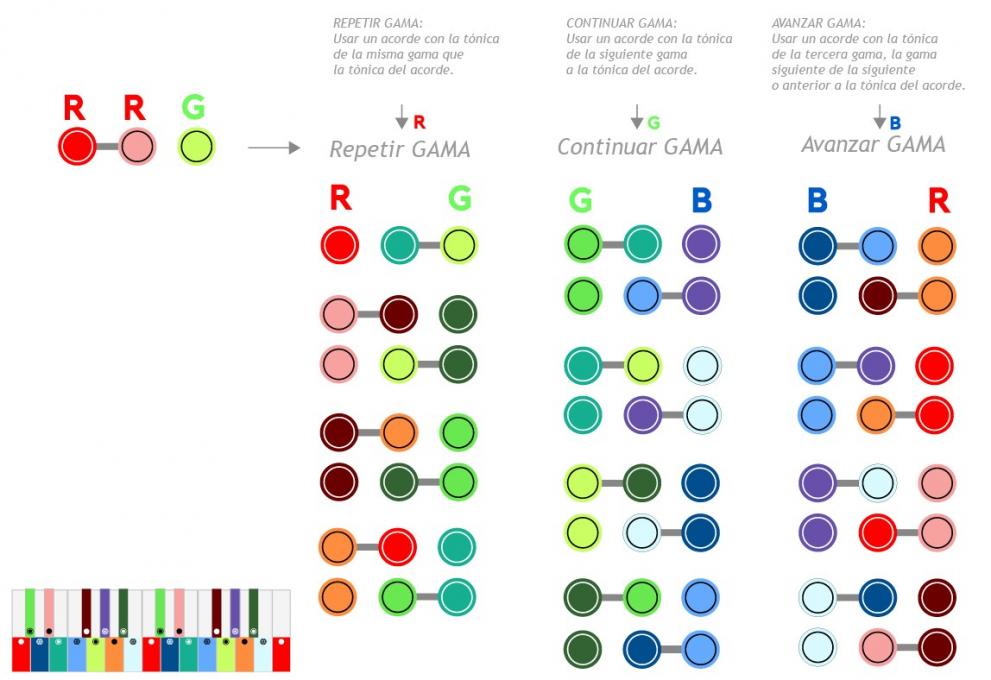 REPETIR GAMA:
Usar un acorde con la tónica
de la misma gama que
la tónica del acorde.
CONTINUAR GAMA:
Usar un acorde con la tónica
de la siguiente gama
a la tónica del acorde.
AVANZAR GAMA:
Usar un acorde con la tónica
de la tercera gama, la gama
siguiente de la siguiente
o anterior a la tónica del acorde.
R R G
R
Repetir GAMA
G
Continuar GAMA
B
Avanzar GAMA
R G
G B
B R